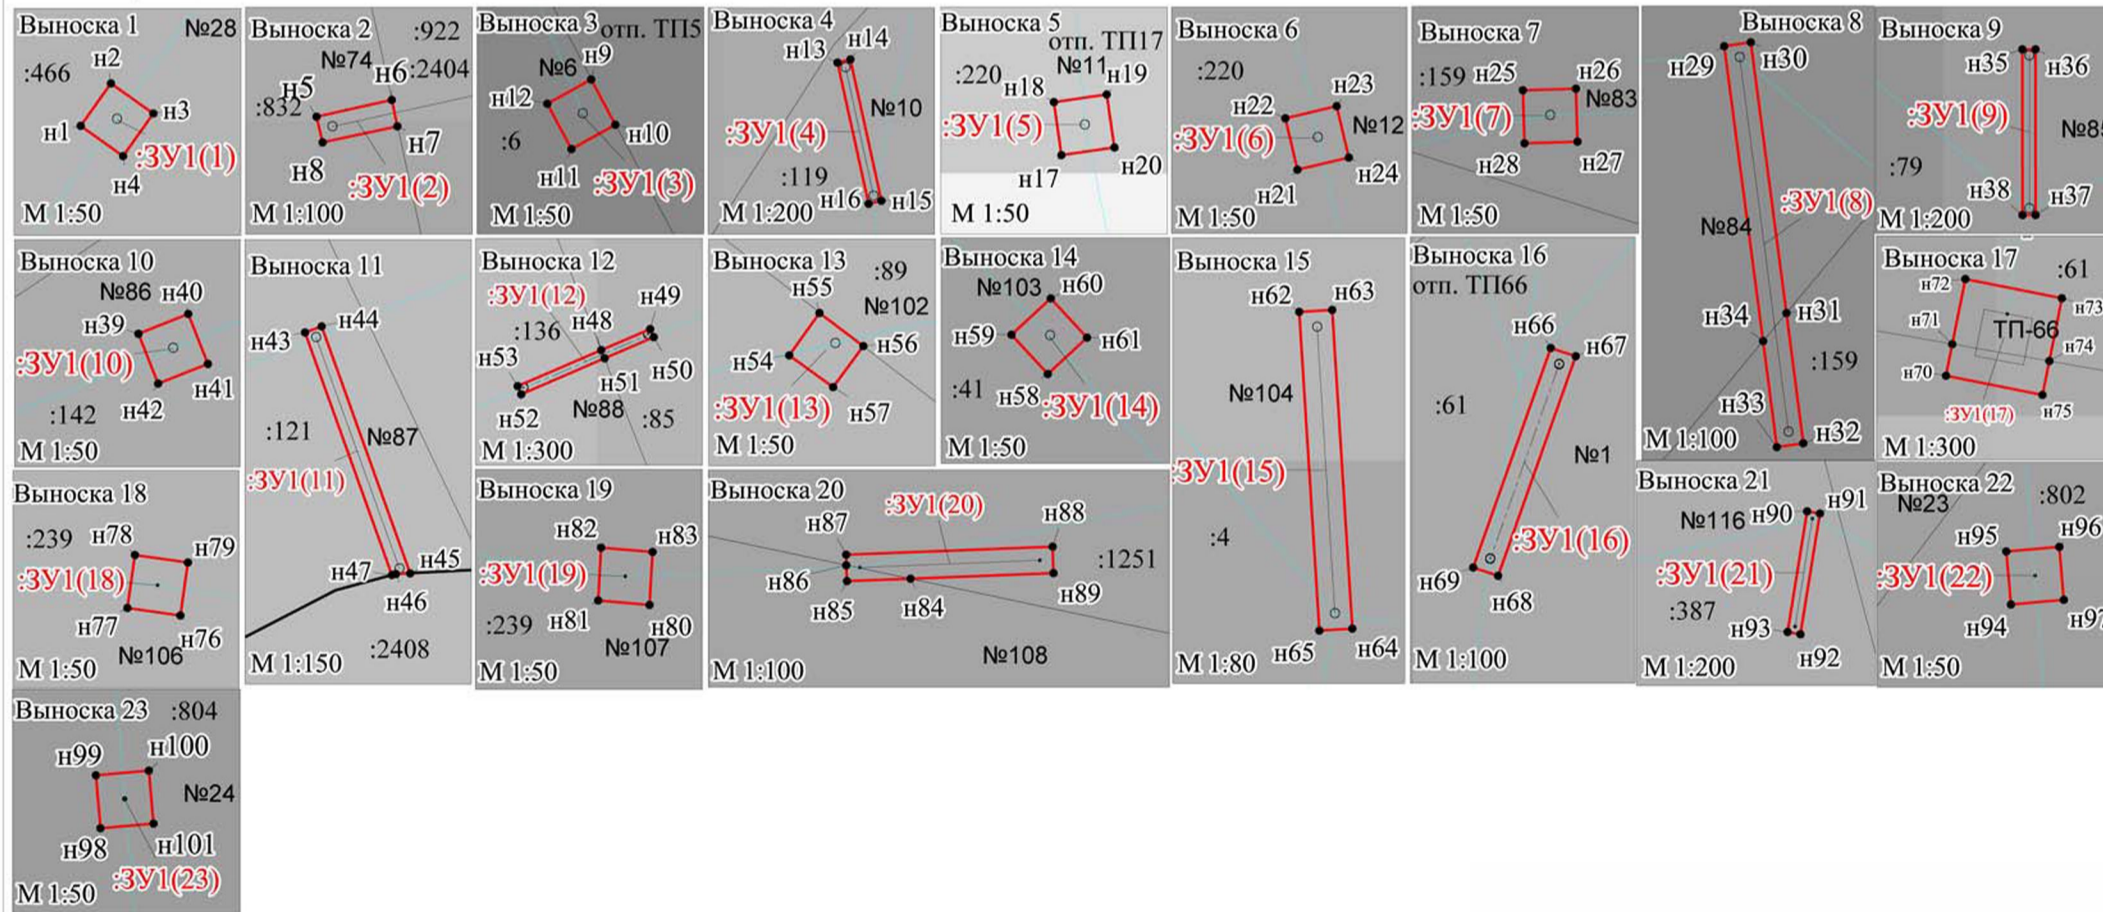 Выноска 1
№28
н2
:466
н3
н1
:ЗУ1(1)
н4
М 1:50
Выноска 2
:922
№74
н6
:2404
н5
:832
н7
н8
:ЗУ1(2)
М 1:100
Выноска 3
отп. ТП5
н9
№6
н12
:6
н10
н11
:ЗУ1(3)
М 1:50
Выноска 4
н13
н14
№10
:ЗУ1(4)
:119
н16
н15
М 1:200
Выноска 5
отп. ТП17
:220
№11
н18
н19
:ЗУ1(5)
н17
н20
М 1:50
Выноска 6
:220
н23
н22
№12
:ЗУ1(6)
н21
н24
М 1:50
Выноска 7
:159
н25
н26
№83
:ЗУ1(7)
н28
н27
М 1:50
Выноска 8
н29
н30
:ЗУ1(8)
№84
н34
н31
:159
н33
н32
М 1:100
Выноска 9
н35
н36
:ЗУ1(9)
№85
:79
н38
н37
М 1:200
Выноска 10
№86
н40
н39
:ЗУ1(10)
н41
н42
:142
М 1:50
Выноска 11
н44
н43
:121
№87
:ЗУ1(11)
н47
н45
н46
М 1:150
:2408
Выноска 12
:ЗУ1(12)
н49
:136
н48
н53
н50
н51
н52
№88
:85
М 1:300
Выноска 13
:89
н55
№102
н54
н56
:ЗУ1(13)
н57
М 1:50
Выноска 14
№103
н60
н59
н61
:41
н58
:ЗУ1(14)
М 1:50
Выноска 15
н62
н63
№104
:ЗУ1(15)
:4
н65
н64
М 1:80
Выноска 16
отп. ТП66
н66
н67
:61
№1
:ЗУ1(16)
н69
н68
М 1:100
Выноска 17
:61
н72
н73
н71
ТП-66
н74
н70
:ЗУ1(17)
н75
М 1:300
Выноска 18
:239
н78
н79
:ЗУ1(18)
н77
н76
№106
М 1:50
Выноска 19
н82
н83
:ЗУ1(19)
:239
н81
н80
№107
М 1:50
Выноска 20
:ЗУ1(20)
н87
н88
:1251
н86
н85
н84
н89
№108
М 1:100
Выноска 21
№116
н90
н91
:ЗУ1(21)
:387
н93
н92
М 1:200
Выноска 22
№23
:802
н95
н96
:ЗУ1(22)
н94
н97
М 1:50
Выноска 23
:804
н99
н100
№24
н98
н101
:ЗУ1(23)
М 1:50